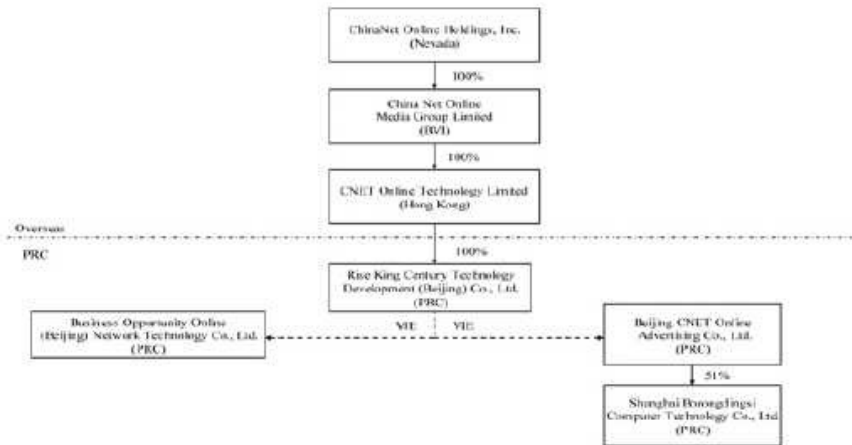 ChinaNet Online Holdings, Inc.
(Nevada)
100%
China Net Online
Media Group Limited
(BVI)
100%
CNET Online Technology Limited
(Hong Kong)
Overseas
PRC
100%
Rise King Century Technology
Development (Beijing) Co., Ltd.
(PRC)
VIE VIE
Business Opportunity Online
(Beijing) Network Technology Co., Ltd.
(PRC)
Beijing CNET Online
Advertising Co., Ltd.
(PRC)
51%
Shanghai Borongdingsi
Computer Technology Co., Ltd
(PRC)